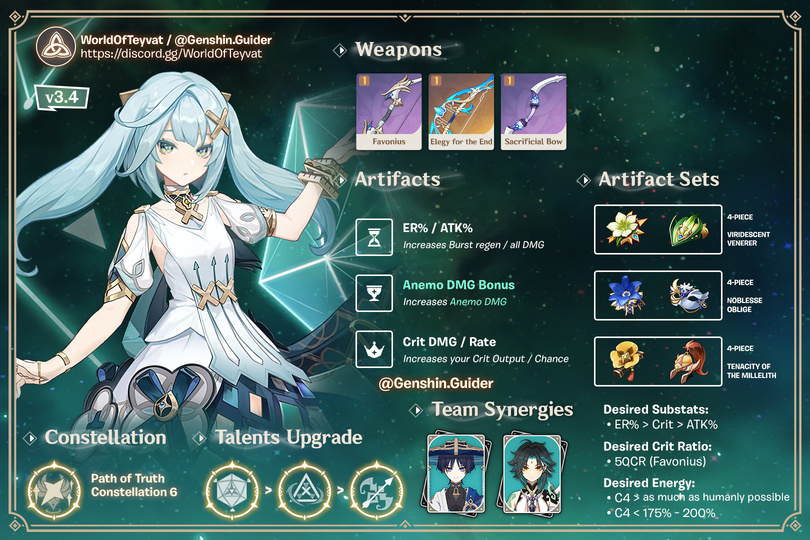 WorldOfTeyvat / @Genshin.Guider
https://discord.gg/WorldOfTeyvat
v3.4
Weapons
1
1
1
Favonius
Elegy for the End
Sacrificial Bow
Artifacts
ER% / ATK%
Increases Burst regen / all DMG
Anemo DMG Bonus
Increases Anemo DMG
Crit DMG / Rate
Increases your Crit Output / Chance
@Genshin.Guider
Artifact Sets
4-PIECE
VIRIDESCENT
VENERER
4-PIECE
NOBLESSE
OBLIGE
4-PIECE
TENACITY OF
THE MILLELITH
Constellation
Path of Truth
Constellation 6
Talents Upgrade
>
>
Team Synergies
Desired Substats:
• ER% > Crit > ATK%
Desired Crit Ratio:
• 5QCR (Favonius)
Desired Energy:
• C4 > as much as humanly possible
• C4 < 175% - 200%